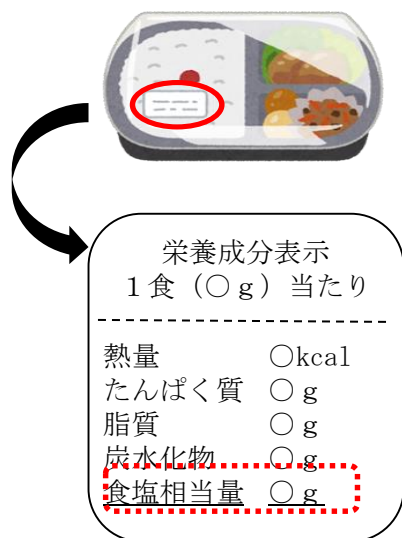 栄養成分表示
１食（○ｇ）当たり
熱量　○kcal
たんぱく質　○ｇ
脂質　○ｇ
炭水化物　○ｇ
食塩相当量　○ｇ